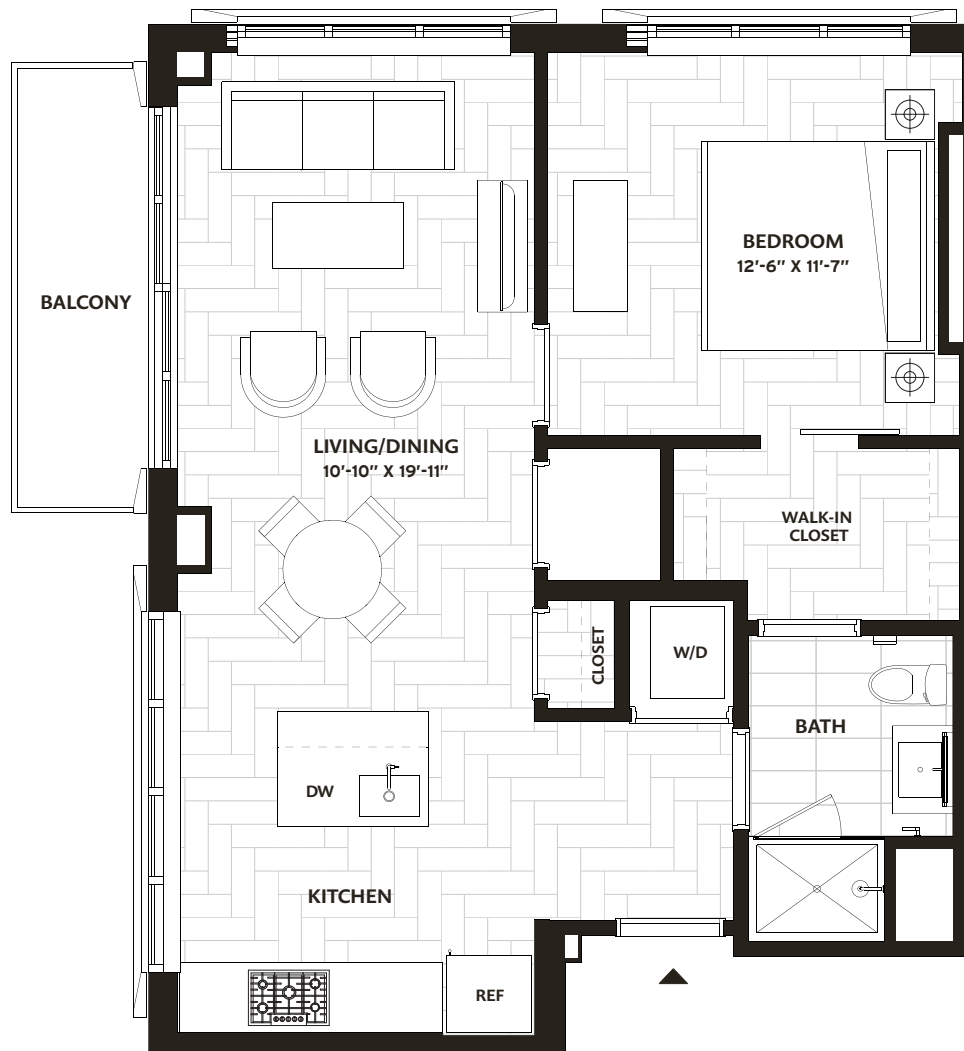 BEDROOM
12'-6" X 11'-7"
BALCONY
LIVING/DINING
10'-10" X 19'-11"
WALK-IN
CLOSET
CLOSET
W/D
BATH
DW
KITCHEN
REF